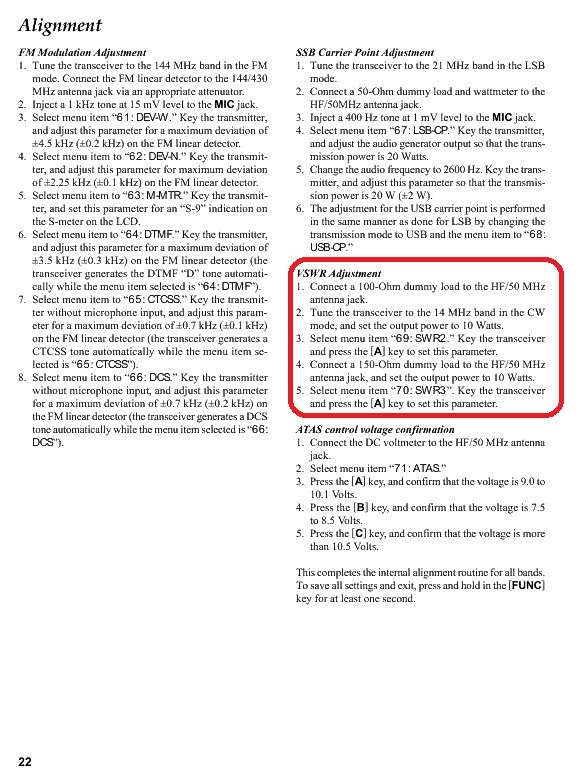 Alignment
FM Modulation Adjustment
1. Tune the transceiver to the 144 MHz band in the FM
mode. Connect the FM linear detector to the 144/430
MHz antenna jack via an appropriate attenuator.
2. Inject a 1 kHz tone at 15 mV level to the MIC jack.
3. Select menu item “61: DEV-W.” Key the transmitter,
and adjust this parameter for a maximum deviation of
±4.5 kHz (±0.2 kHz) on the FM linear detector.
4. Select menu item to “62: DEV-N.” Key the transmit-
ter, and adjust this parameter for maximum deviation
of ±2.25 kHz (±0.1 kHz) on the FM linear detector.
5. Select menu item to “63: M-MTR.” Key the transmit-
ter, and set this parameter for an “S-9” indication on
the S-meter on the LCD.
6. Select menu item to “64: DTMF.” Key the transmitter,
and adjust this parameter for a maximum deviation of
±3.5 kHz (±0.3 kHz) on the FM linear detector (the
transceiver generates the DTMF “D” tone automati-
cally while the menu item selected is “64: DTMF”).
7. Select menu item to “65: CTCSS.” Key the transmit-
ter without microphone input, and adjust this param-
eter for a maximum deviation of ±0.7 kHz (±0.1 kHz)
on the FM linear detector (the transceiver generates a
CTCSS tone automatically while the menu item se-
lected is “65: CTCSS”).
8. Select menu item to “66: DCS.” Key the transmitter
without microphone input, and adjust this parameter
for a maximum deviation of ±0.7 kHz (±0.2 kHz) on
the FM linear detector (the transceiver generates a DCS
tone automatically while the menu item selected is “66:
DCS”).
SSB Carrier Point Adjustment
1. Tune the transceiver to the 21 MHz band in the LSB
mode.
2. Connect a 50-Ohm dummy load and wattmeter to the
HF/50MHz antenna jack.
3. Inject a 400 Hz tone at 1 mV level to the MIC jack.
4. Select menu item “67: LSB-CP.” Key the transmitter,
and adjust the audio generator output so that the trans-
mission power is 20 Watts.
5. Change the audio frequency to 2600 Hz. Key the trans-
mitter, and adjust this parameter so that the transmis-
sion power is 20 W (±2 W).
6. The adjustment for the USB carrier point is performed
in the same manner as done for LSB by changing the
transmission mode to USB and the menu item to “68:
USB-CP.”
VSWR Adjustment
1. Connect a 100-Ohm dummy load to the HF/50 MHz
antenna jack.
2. Tune the transceiver to the 14 MHz band in the CW
mode, and set the output power to 10 Watts.
3. Select menu item “69: SWR2.” Key the transceiver
and press the [A] key to set this parameter.
4. Connect a 150-Ohm dummy load to the HF/50 MHz
antenna jack, and set the output power to 10 Watts.
5. Select menu item “70: SWR3”. Key the transceiver
and press the [A] key to set this parameter.
ATAS control voltage confirmation
1. Connect the DC voltmeter to the HF/50 MHz antenna
jack.
2. Select menu item “71: ATAS.”
3. Press the [A] key, and confirm that the voltage is 9.0 to
10.1 Volts.
4. Press the [B] key, and confirm that the voltage is 7.5
to 8.5 Volts.
5. Press the [C] key, and confirm that the voltage is more
than 10.5 Volts.
This completes the internal alignment routine for all bands.
To save all settings and exit, press and hold in the [FUNC]
key for at least one second.
22